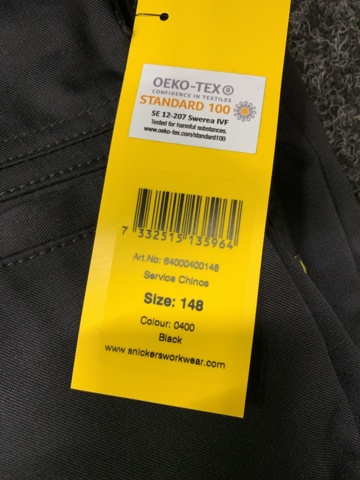 OEKO-TEX®
CONFIDENCE IN TEXTILES
STANDARD 100
SE 12-207 Swerea IVF
Tested for harmful substances.
www.oeko-tex.com/standard100
7 332515 135964
Art.No: 64000400148
Service Chinos
Size: 148
Colour: 0400
Black
www.snickersworkwear.com